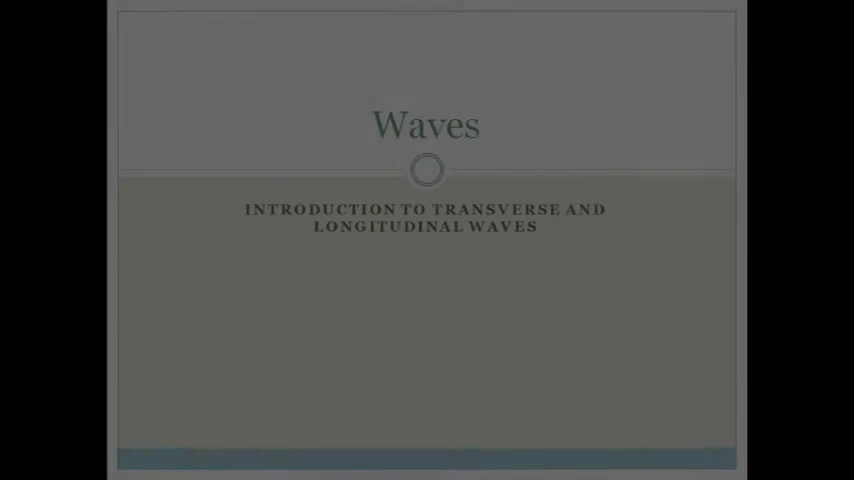 Waves
INTRODUCTION TO TRANSVERSE AND
LONGITUDINAL WAVES